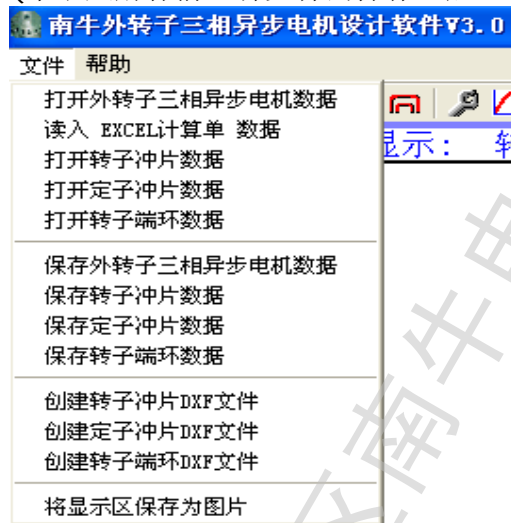 南牛外转子三相异步电机设计软件V3.0
文件 帮助
打开外转子三相异步电机数据
读入 EXCEL计算单 数据
打开转子冲片数据
打开定子冲片数据
打开转子端环数据
显示:
保存外转子三相异步电机数据
保存转子冲片数据
保存定子冲片数据
保存转子端环数据
创建转子冲片DXF文件
创建定子冲片DXF文件
创建转子端环DXF文件
将显示区保存为图片
南牛